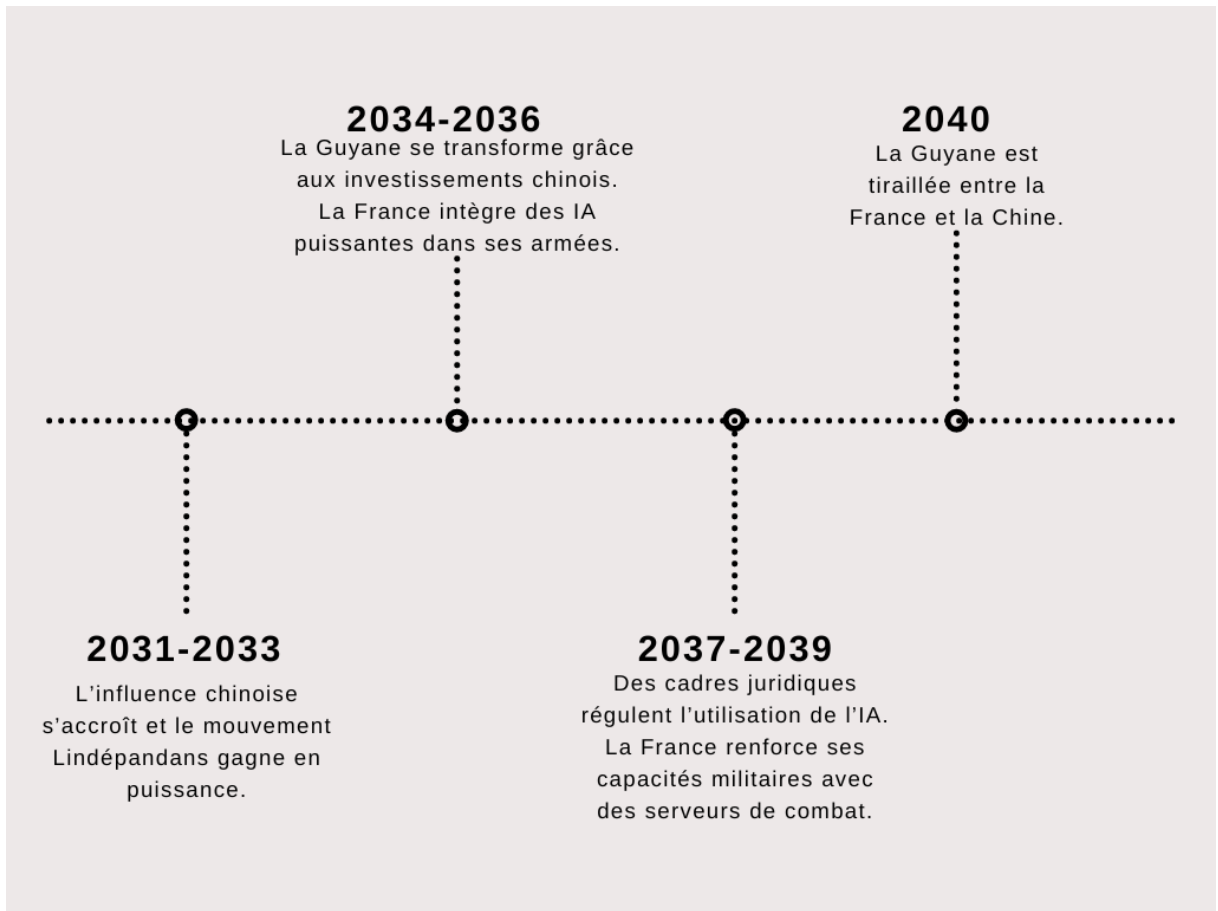 2034-2036
La Guyane se transforme grâce
aux investissements chinois.
La France intègre des IA
puissantes dans ses armées.
2040
La Guyane est
tiraillée entre la
France et la Chine.
2031-2033
L’influence chinoise
s’accroît et le mouvement
Lindépandans gagne en
puissance.
2037-2039
Des cadres juridiques
régulent l’utilisation de l’IA.
La France renforce ses
capacités militaires avec
des serveurs de combat.